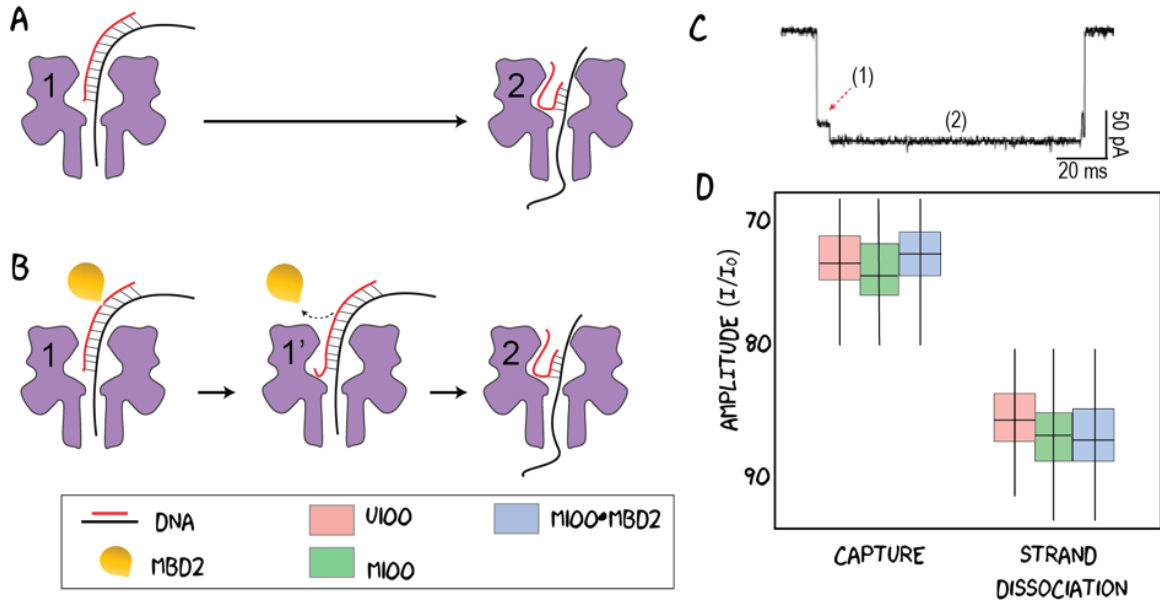 A
1
2
B
1
1'
2
DNA
MBD2
U100
M100
M100•MBD2
C
(1)
(2)
50 pA
20 ms
D
AMPLITUDE (I/I0)
70
80
90
CAPTURE
STRAND
DISSOCIATION